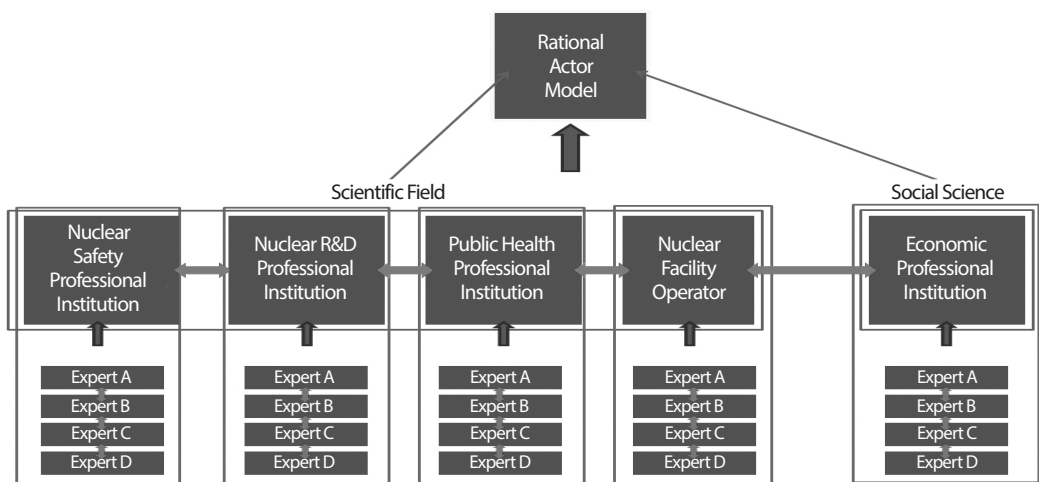 Rational
Actor
Model
Scientific Field
Social Science
Nuclear
Safety
Professional
Institution
Nuclear R&D
Professional
Institution
Public Health
Professional
Institution
Nuclear
Facility
Operator
Economic
Professional
Institution
Expert A
Expert B
Expert C
Expert D
Expert A
Expert B
Expert C
Expert D
Expert A
Expert B
Expert C
Expert D
Expert A
Expert B
Expert C
Expert D
Expert A
Expert B
Expert C
Expert D